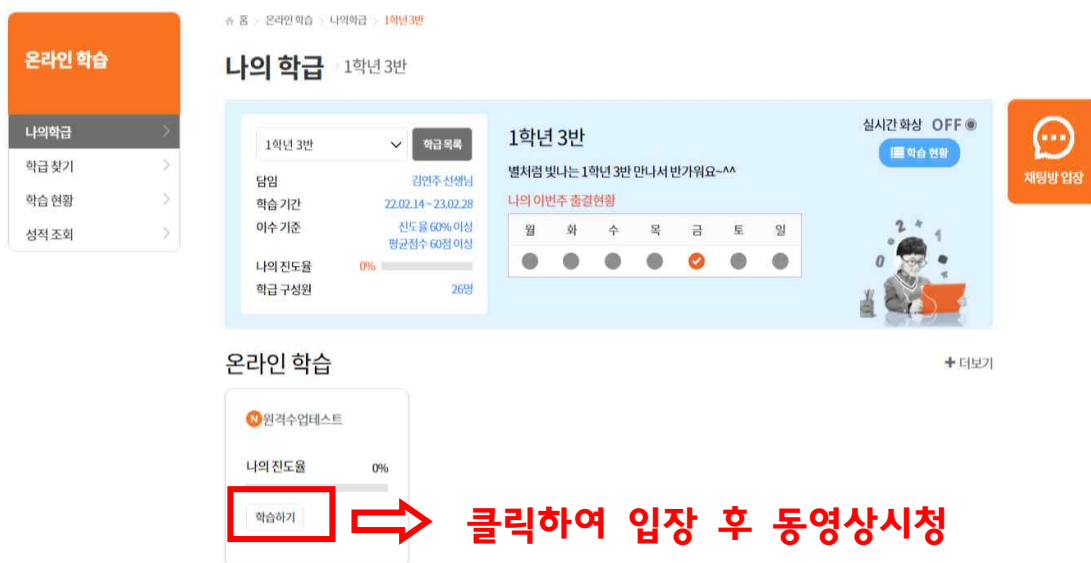 홈 > 온라인 학습 > 나의학급 > 1학년 3반
온라인 학습
나의학급
학급 찾기
학습 현황
성적 조회
나의 학급 1학년 3반
1학년 3반
학급 목록
담임 김연주 선생님
학습 기간 22.02.14 ~ 23.02.28
이수 기준 진도율 60% 이상
평균점수 60점 이상
나의 진도율 0%
학급 구성원 26명
1학년 3반
별처럼 빛나는 1학년 3반 만나서 반가워요~^^
나의 이번주 출결현황
월 화 수 목 금 토 일
실시간 화상 OFF
학습 현황
2 + 1
0
채팅방 입장
온라인 학습
+ 더보기
N 원격수업테스트
나의 진도율 0%
학습하기
클릭하여 입장 후 동영상시청